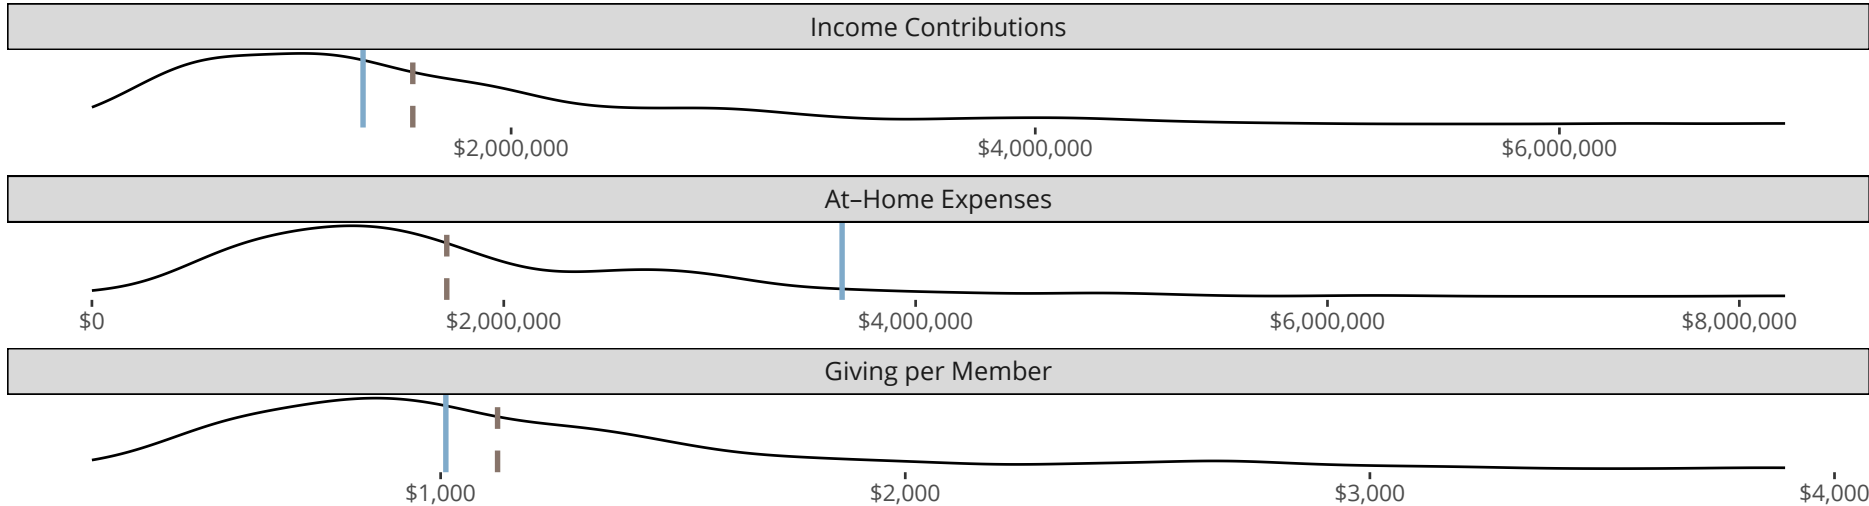 Income Contributions
$2,000,000 $4,000,000 $6,000,000
At–Home Expenses
$0 $2,000,000 $4,000,000 $6,000,000 $8,000,000
Giving per Member
$1,000 $2,000 $3,000 $4,000